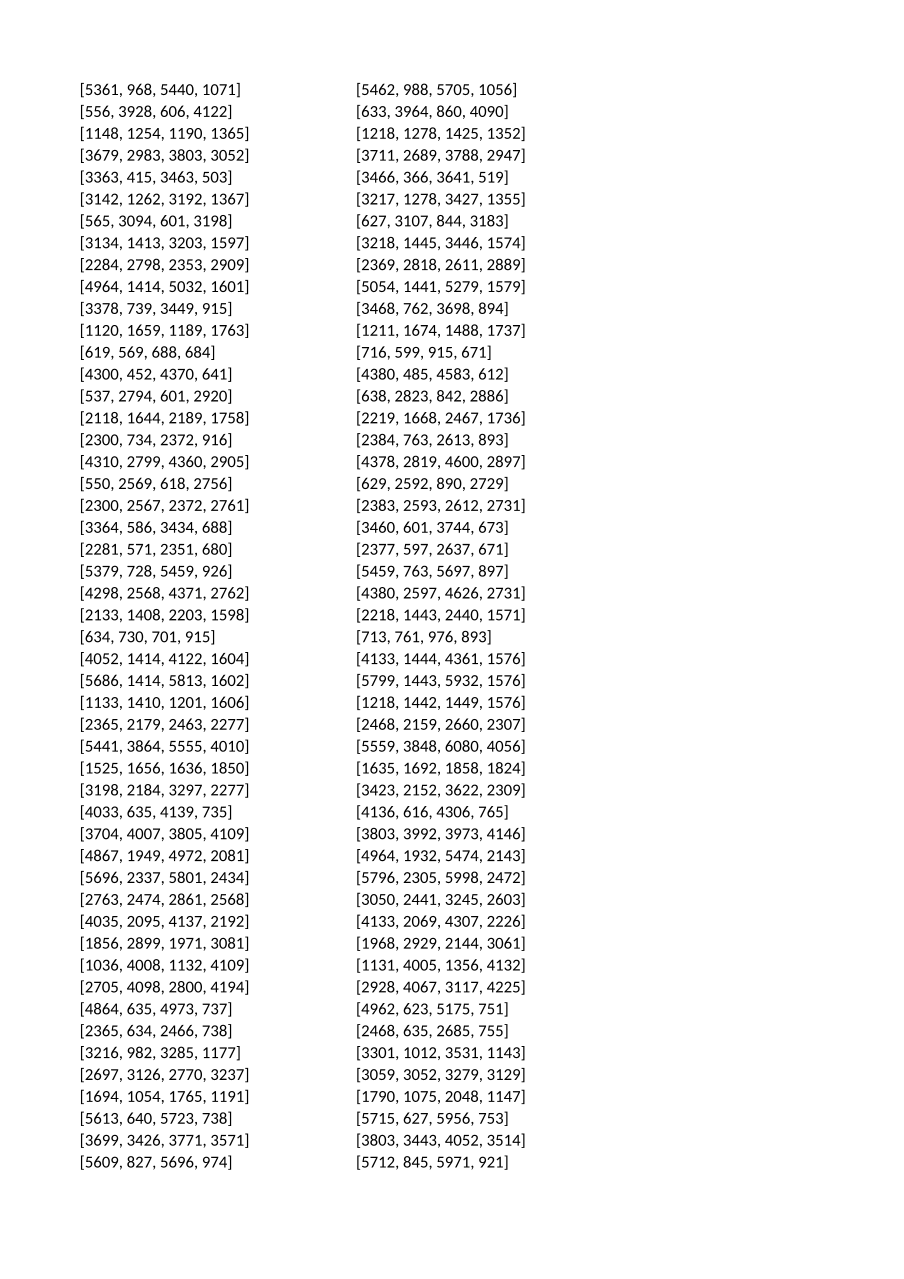 [5361, 968, 5440, 1071] [5462, 988, 5705, 1056]
[556, 3928, 606, 4122] [633, 3964, 860, 4090]
[1148, 1254, 1190, 1365] [1218, 1278, 1425, 1352]
[3679, 2983, 3803, 3052] [3711, 2689, 3788, 2947]
[3363, 415, 3463, 503] [3466, 366, 3641, 519]
[3142, 1262, 3192, 1367] [3217, 1278, 3427, 1355]
[565, 3094, 601, 3198] [627, 3107, 844, 3183]
[3134, 1413, 3203, 1597] [3218, 1445, 3446, 1574]
[2284, 2798, 2353, 2909] [2369, 2818, 2611, 2889]
[4964, 1414, 5032, 1601] [5054, 1441, 5279, 1579]
[3378, 739, 3449, 915] [3468, 762, 3698, 894]
[1120, 1659, 1189, 1763] [1211, 1674, 1488, 1737]
[619, 569, 688, 684] [716, 599, 915, 671]
[4300, 452, 4370, 641] [4380, 485, 4583, 612]
[537, 2794, 601, 2920] [638, 2823, 842, 2886]
[2118, 1644, 2189, 1758] [2219, 1668, 2467, 1736]
[2300, 734, 2372, 916] [2384, 763, 2613, 893]
[4310, 2799, 4360, 2905] [4378, 2819, 4600, 2897]
[550, 2569, 618, 2756] [629, 2592, 890, 2729]
[2300, 2567, 2372, 2761] [2383, 2593, 2612, 2731]
[3364, 586, 3434, 688] [3460, 601, 3744, 673]
[2281, 571, 2351, 680] [2377, 597, 2637, 671]
[5379, 728, 5459, 926] [5459, 763, 5697, 897]
[4298, 2568, 4371, 2762] [4380, 2597, 4626, 2731]
[2133, 1408, 2203, 1598] [2218, 1443, 2440, 1571]
[634, 730, 701, 915] [713, 761, 976, 893]
[4052, 1414, 4122, 1604] [4133, 1444, 4361, 1576]
[5686, 1414, 5813, 1602] [5799, 1443, 5932, 1576]
[1133, 1410, 1201, 1606] [1218, 1442, 1449, 1576]
[2365, 2179, 2463, 2277] [2468, 2159, 2660, 2307]
[5441, 3864, 5555, 4010] [5559, 3848, 6080, 4056]
[1525, 1656, 1636, 1850] [1635, 1692, 1858, 1824]
[3198, 2184, 3297, 2277] [3423, 2152, 3622, 2309]
[4033, 635, 4139, 735] [4136, 616, 4306, 765]
[3704, 4007, 3805, 4109] [3803, 3992, 3973, 4146]
[4867, 1949, 4972, 2081] [4964, 1932, 5474, 2143]
[5696, 2337, 5801, 2434] [5796, 2305, 5998, 2472]
[2763, 2474, 2861, 2568] [3050, 2441, 3245, 2603]
[4035, 2095, 4137, 2192] [4133, 2069, 4307, 2226]
[1856, 2899, 1971, 3081] [1968, 2929, 2144, 3061]
[1036, 4008, 1132, 4109] [1131, 4005, 1356, 4132]
[2705, 4098, 2800, 4194] [2928, 4067, 3117, 4225]
[4864, 635, 4973, 737] [4962, 623, 5175, 751]
[2365, 634, 2466, 738] [2468, 635, 2685, 755]
[3216, 982, 3285, 1177] [3301, 1012, 3531, 1143]
[2697, 3126, 2770, 3237] [3059, 3052, 3279, 3129]
[1694, 1054, 1765, 1191] [1790, 1075, 2048, 1147]
[5613, 640, 5723, 738] [5715, 627, 5956, 753]
[3699, 3426, 3771, 3571] [3803, 3443, 4052, 3514]
[5609, 827, 5696, 974] [5712, 845, 5971, 921]